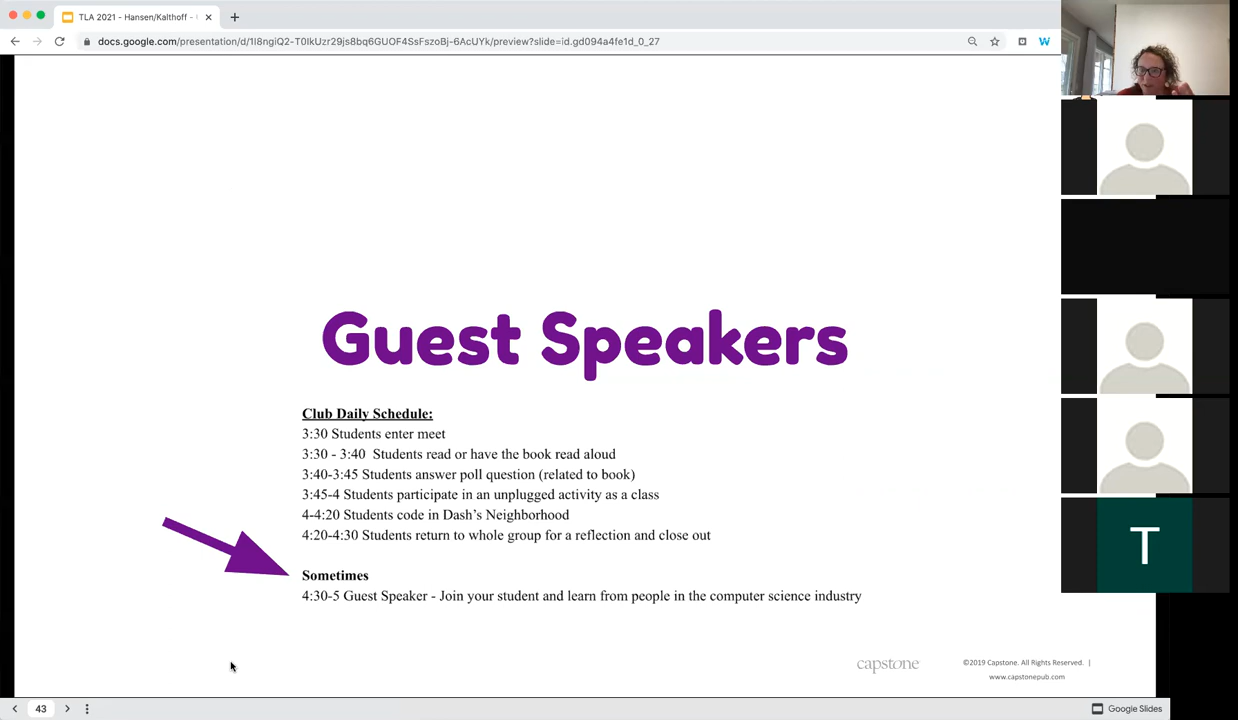 TLA 2021 - Hansen/Kalthoff -
docs.google.com/presentation/d/1I8ngiQ2-T0IkUzr29js8bq6GUOF4SsFszoBj-6AcUYk/preview?slide=id.gd094a4fe1d_0_27
W
Guest Speakers
Club Daily Schedule:
3:30 Students enter meet
3:30 - 3:40 Students read or have the book read aloud
3:40-3:45 Students answer poll question (related to book)
3:45-4 Students participate in an unplugged activity as a class
4-4:20 Students code in Dash’s Neighborhood
4:20-4:30 Students return to whole group for a reflection and close out
Sometimes
4:30-5 Guest Speaker - Join your student and learn from people in the computer science industry
T
capstone
©2019 Capstone. All Rights Reserved. |
www.capstonepub.com
43
Google Slides